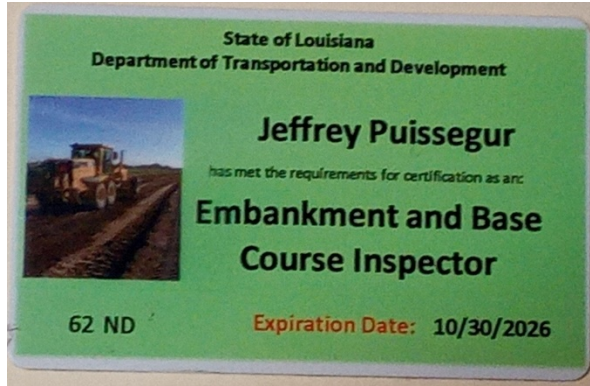 State of Louisiana
Department of Transportation and Development
Jeffrey Puissegur
has met the requirements for certification as an:
Embankment and Base
Course Inspector
62 ND
Expiration Date: 10/30/2026